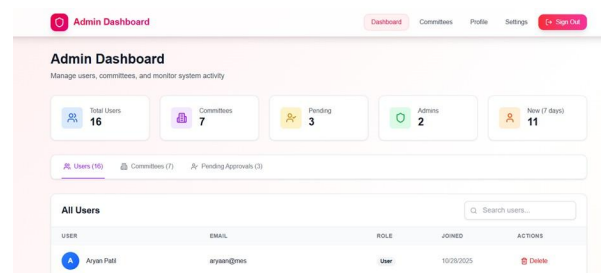 Admin Dashboard Dashboard Committees Profile Settings Sign Out
Admin Dashboard
Manage users, committees, and monitor system activity
Total Users Committees Pending Admins New (7 days)
16 7 3 2 11
Users (16) Committees (7) Pending Approvals (3)
All Users Search users...
USER EMAIL ROLE JOINED ACTIONS
A Aryan Patil aryaan@mes User 10/28/2025 Delete